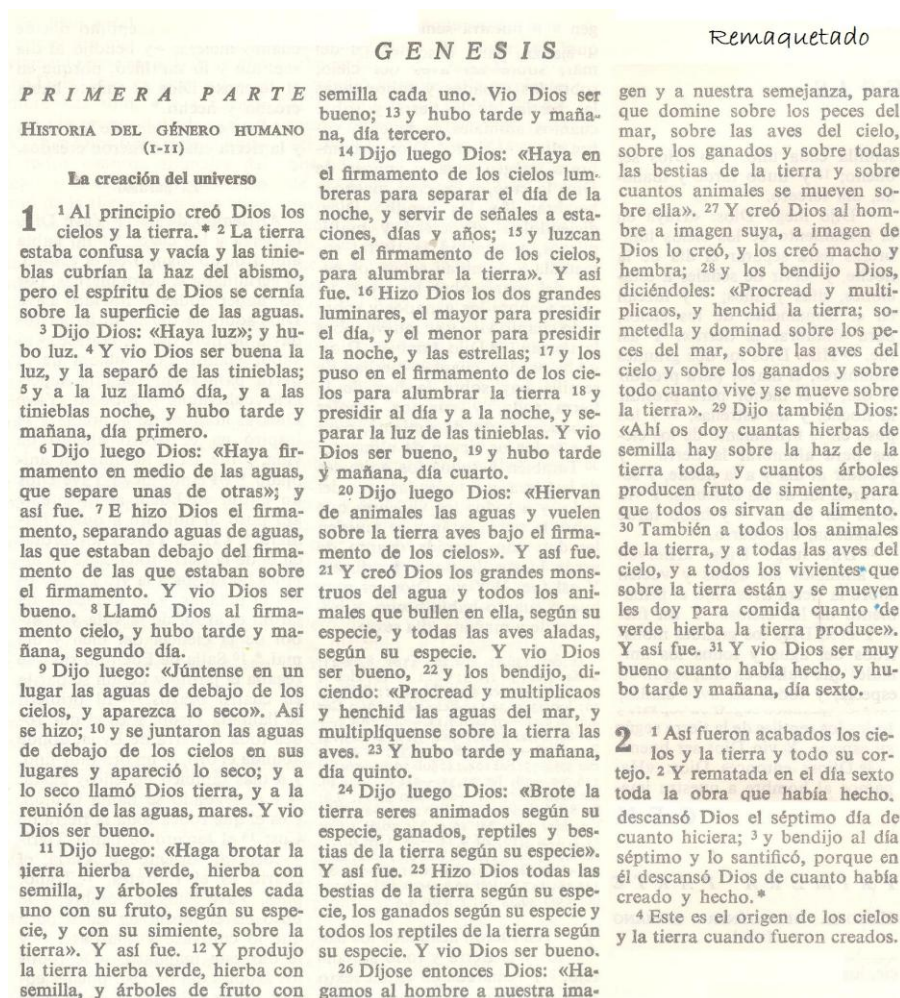 GENESIS
Remaquetado
PRIMERA PARTE
HISTORIA DEL GÉNERO HUMANO
(I-II)
La creación del universo
1 1 Al principio creó Dios los
cielos y la tierra.* 2 La tierra
estaba confusa y vacía y las tinie-
blas cubrían la haz del abismo,
pero el espíritu de Dios se cernía
sobre la superficie de las aguas.
3 Dijo Dios: «Haya luz»; y hu-
bo luz. 4 Y vio Dios ser buena la
luz, y la separó de las tinieblas;
5 y a la luz llamó día, y a las
tinieblas noche, y hubo tarde y
mañana, día primero.
6 Dijo luego Dios: «Haya fir-
mamento en medio de las aguas,
que separe unas de otras»; y
así fue. 7 E hizo Dios el firma-
mento, separando aguas de aguas,
las que estaban debajo del firma-
mento de las que estaban sobre
el firmamento. Y vio Dios ser
bueno. 8 Llamó Dios al firma-
mento cielo, y hubo tarde y ma-
ñana, segundo día.
9 Dijo luego: «Júntense en un
lugar las aguas de debajo de los
cielos, y aparezca lo seco». Así
se hizo; 10 y se juntaron las aguas
de debajo de los cielos en sus
lugares y apareció lo seco; y a
lo seco llamó Dios tierra, y a la
reunión de las aguas, mares. Y vio
Dios ser bueno.
11 Dijo luego: «Haga brotar la
tierra hierba verde, hierba con
semilla, y árboles frutales cada
uno con su fruto, según su espe-
cie, y con su simiente, sobre la
tierra». Y así fue. 12 Y produjo
la tierra hierba verde, hierba con
semilla, y árboles de fruto con
semilla cada uno. Vio Dios ser
bueno; 13 y hubo tarde y maña-
na, día tercero.
14 Dijo luego Dios: «Haya en
el firmamento de los cielos lum-
breras para separar el día de la
noche, y servir de señales a esta-
ciones, días y años; 15 y luzcan
en el firmamento de los cielos,
para alumbrar la tierra». Y así
fue. 16 Hizo Dios los dos grandes
luminares, el mayor para presidir
el día, y el menor para presidir
la noche, y las estrellas; 17 y los
puso en el firmamento de los cie-
los para alumbrar la tierra 18 y
presidir al día y a la noche, y se-
parar la luz de las tinieblas. Y vio
Dios ser bueno, 19 y hubo tarde
y mañana, día cuarto.
20 Dijo luego Dios: «Hiervan
de animales las aguas y vuelen
sobre la tierra aves bajo el firma-
mento de los cielos». Y así fue.
21 Y creó Dios los grandes mons-
truos del agua y todos los ani-
males que bullen en ella, según su
especie, y todas las aves aladas,
según su especie. Y vio Dios
ser bueno, 22 y los bendijo, di-
ciendo: «Procread y multiplicaos
y henchid las aguas del mar, y
multiplíquense sobre la tierra las
aves. 23 Y hubo tarde y mañana,
día quinto.
24 Dijo luego Dios: «Brote la
tierra seres animados según su
especie, ganados, reptiles y bes-
tias de la tierra según su especie».
Y así fue. 25 Hizo Dios todas las
bestias de la tierra según su espe-
cie, los ganados según su especie y
todos los reptiles de la tierra según
su especie. Y vio Dios ser bueno.
26 Díjose entonces Dios: «Ha-
gamos al hombre a nuestra ima-
gen y a nuestra semejanza, para
que domine sobre los peces del
mar, sobre las aves del cielo,
sobre los ganados y sobre todas
las bestias de la tierra y sobre
cuantos animales se mueven so-
bre ella». 27 Y creó Dios al hom-
bre a imagen suya, a imagen de
Dios lo creó, y los creó macho y
hembra; 28 y los bendijo Dios,
diciéndoles: «Procread y multi-
plicaos, y henchid la tierra; so-
metedla y dominad sobre los pe-
ces del mar, sobre las aves del
cielo y sobre los ganados y sobre
todo cuanto vive y se mueve sobre
la tierra». 29 Dijo también Dios:
«Ahí os doy cuantas hierbas de
semilla hay sobre la haz de la
tierra toda, y cuantos árboles
producen fruto de simiente, para
que todos os sirvan de alimento.
30 También a todos los animales
de la tierra, y a todas las aves del
cielo, y a todos los vivientes que
sobre la tierra están y se mueven
les doy para comida cuanto de
verde hierba la tierra produce».
Y así fue. 31 Y vio Dios ser muy
bueno cuanto había hecho, y hu-
bo tarde y mañana, día sexto.
2 1 Así fueron acabados los cie-
los y la tierra y todo su cor-
tejo. 2 Y rematada en el día sexto
toda la obra que había hecho.
descansó Dios el séptimo día de
cuanto hiciera; 3 y bendijo al día
séptimo y lo santificó, porque en
él descansó Dios de cuanto había
creado y hecho.*
4 Este es el origen de los cielos
y la tierra cuando fueron creados.